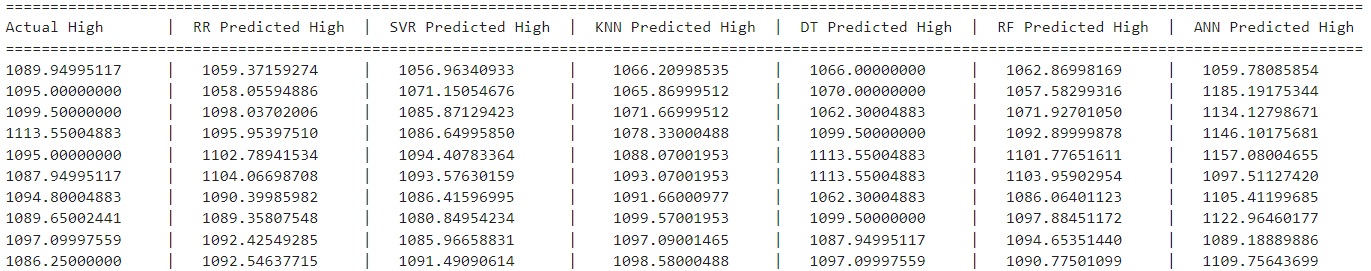 Actual High | RR Predicted High | SVR Predicted High | KNN Predicted High | DT Predicted High | RF Predicted High | ANN Predicted High
1089.94995117 | 1059.37159274 | 1056.96340933 | 1066.20998535 | 1066.00000000 | 1062.86998169 | 1059.78085854
1095.00000000 | 1058.05594886 | 1071.15054676 | 1065.86999512 | 1070.00000000 | 1057.58299316 | 1185.19175344
1099.50000000 | 1098.03702006 | 1085.87129423 | 1071.66999512 | 1062.30004883 | 1071.92701050 | 1134.12798671
1113.55004883 | 1095.95397510 | 1086.64995850 | 1078.33000488 | 1099.50000000 | 1092.89999878 | 1146.10175681
1095.00000000 | 1102.78941534 | 1094.40783364 | 1088.07001953 | 1113.55004883 | 1101.77651611 | 1157.08004655
1087.94995117 | 1104.06698708 | 1093.57630159 | 1093.07001953 | 1113.55004883 | 1103.95902954 | 1097.51127420
1094.80004883 | 1090.39985982 | 1086.41596995 | 1091.66000977 | 1062.30004883 | 1086.06401123 | 1105.41199685
1089.65002441 | 1089.35807548 | 1080.84954234 | 1099.57001953 | 1099.50000000 | 1097.88451172 | 1122.96460177
1097.09997559 | 1092.42549285 | 1085.96658831 | 1097.09001465 | 1087.94995117 | 1094.65351440 | 1089.18889886
1086.25000000 | 1092.54637715 | 1091.49090614 | 1098.58000488 | 1097.09997559 | 1090.77501099 | 1109.75643699